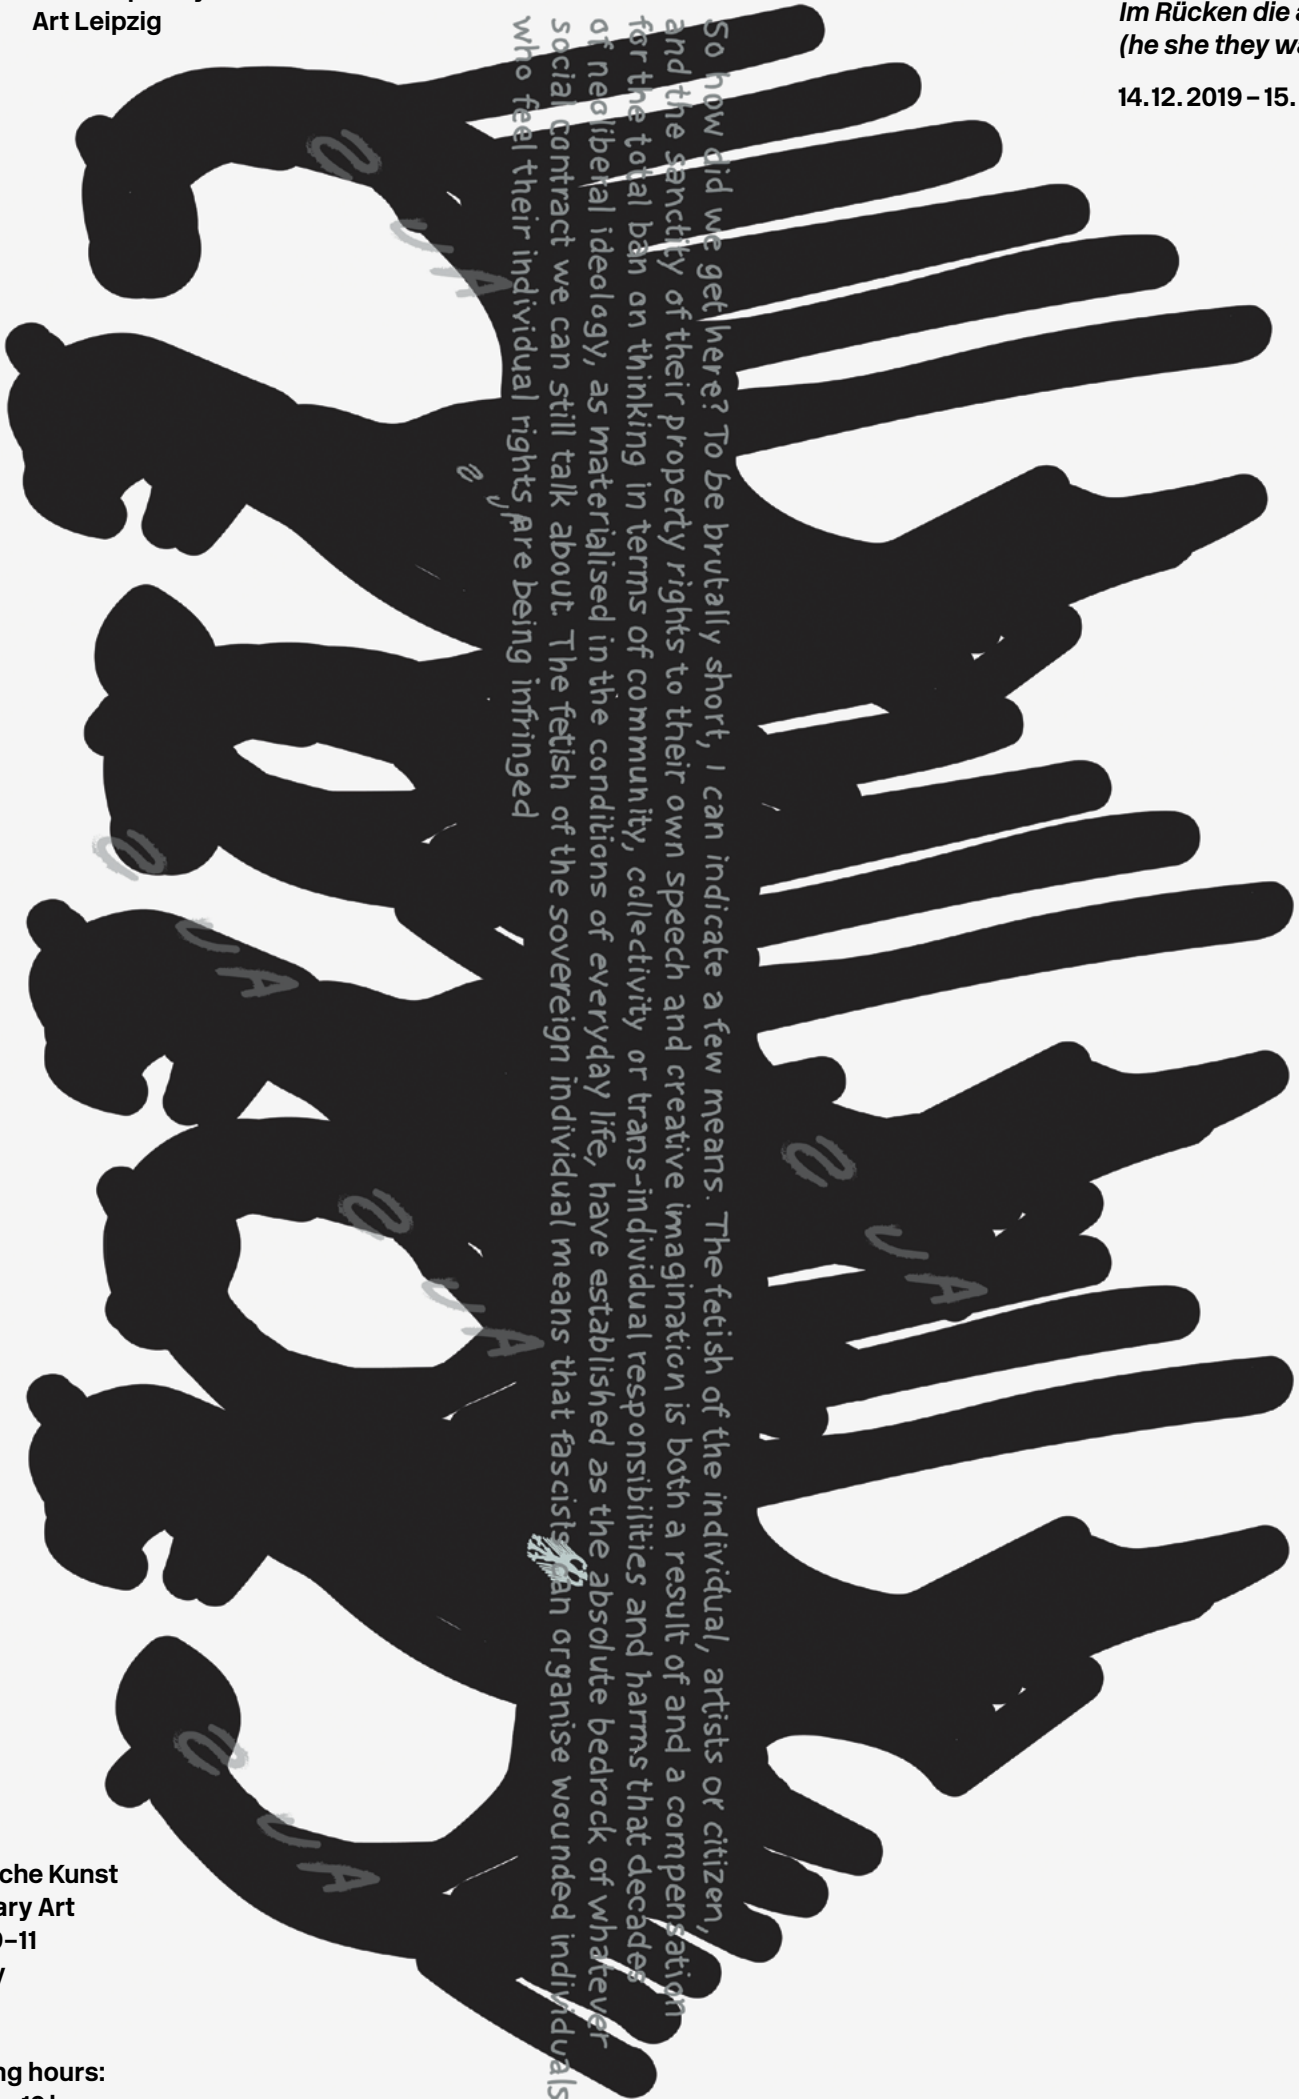 Art Leipzig
Im Rücken die
(he she they
14.12.2019 – 15.
So how did we get here? To be brutally short, I can indicate a few means. The fetish of the individual, artists or citizen,
and the sanctity of their property rights to their own speech and creative imagination is both a result of and a compensation
for the total ban on thinking in terms of community, collectivity or trans-individual responsibilities and harms that decades
of neoliberal ideology, as materialised in the conditions of everyday life, have established as the absolute bedrock of whatever
social contract we can still talk about. The fetish of the sovereign individual means that fascists can organise wounded individuals
who feel their individual rights are being infringed
che Kunst
ary Art
–11
ng hours: